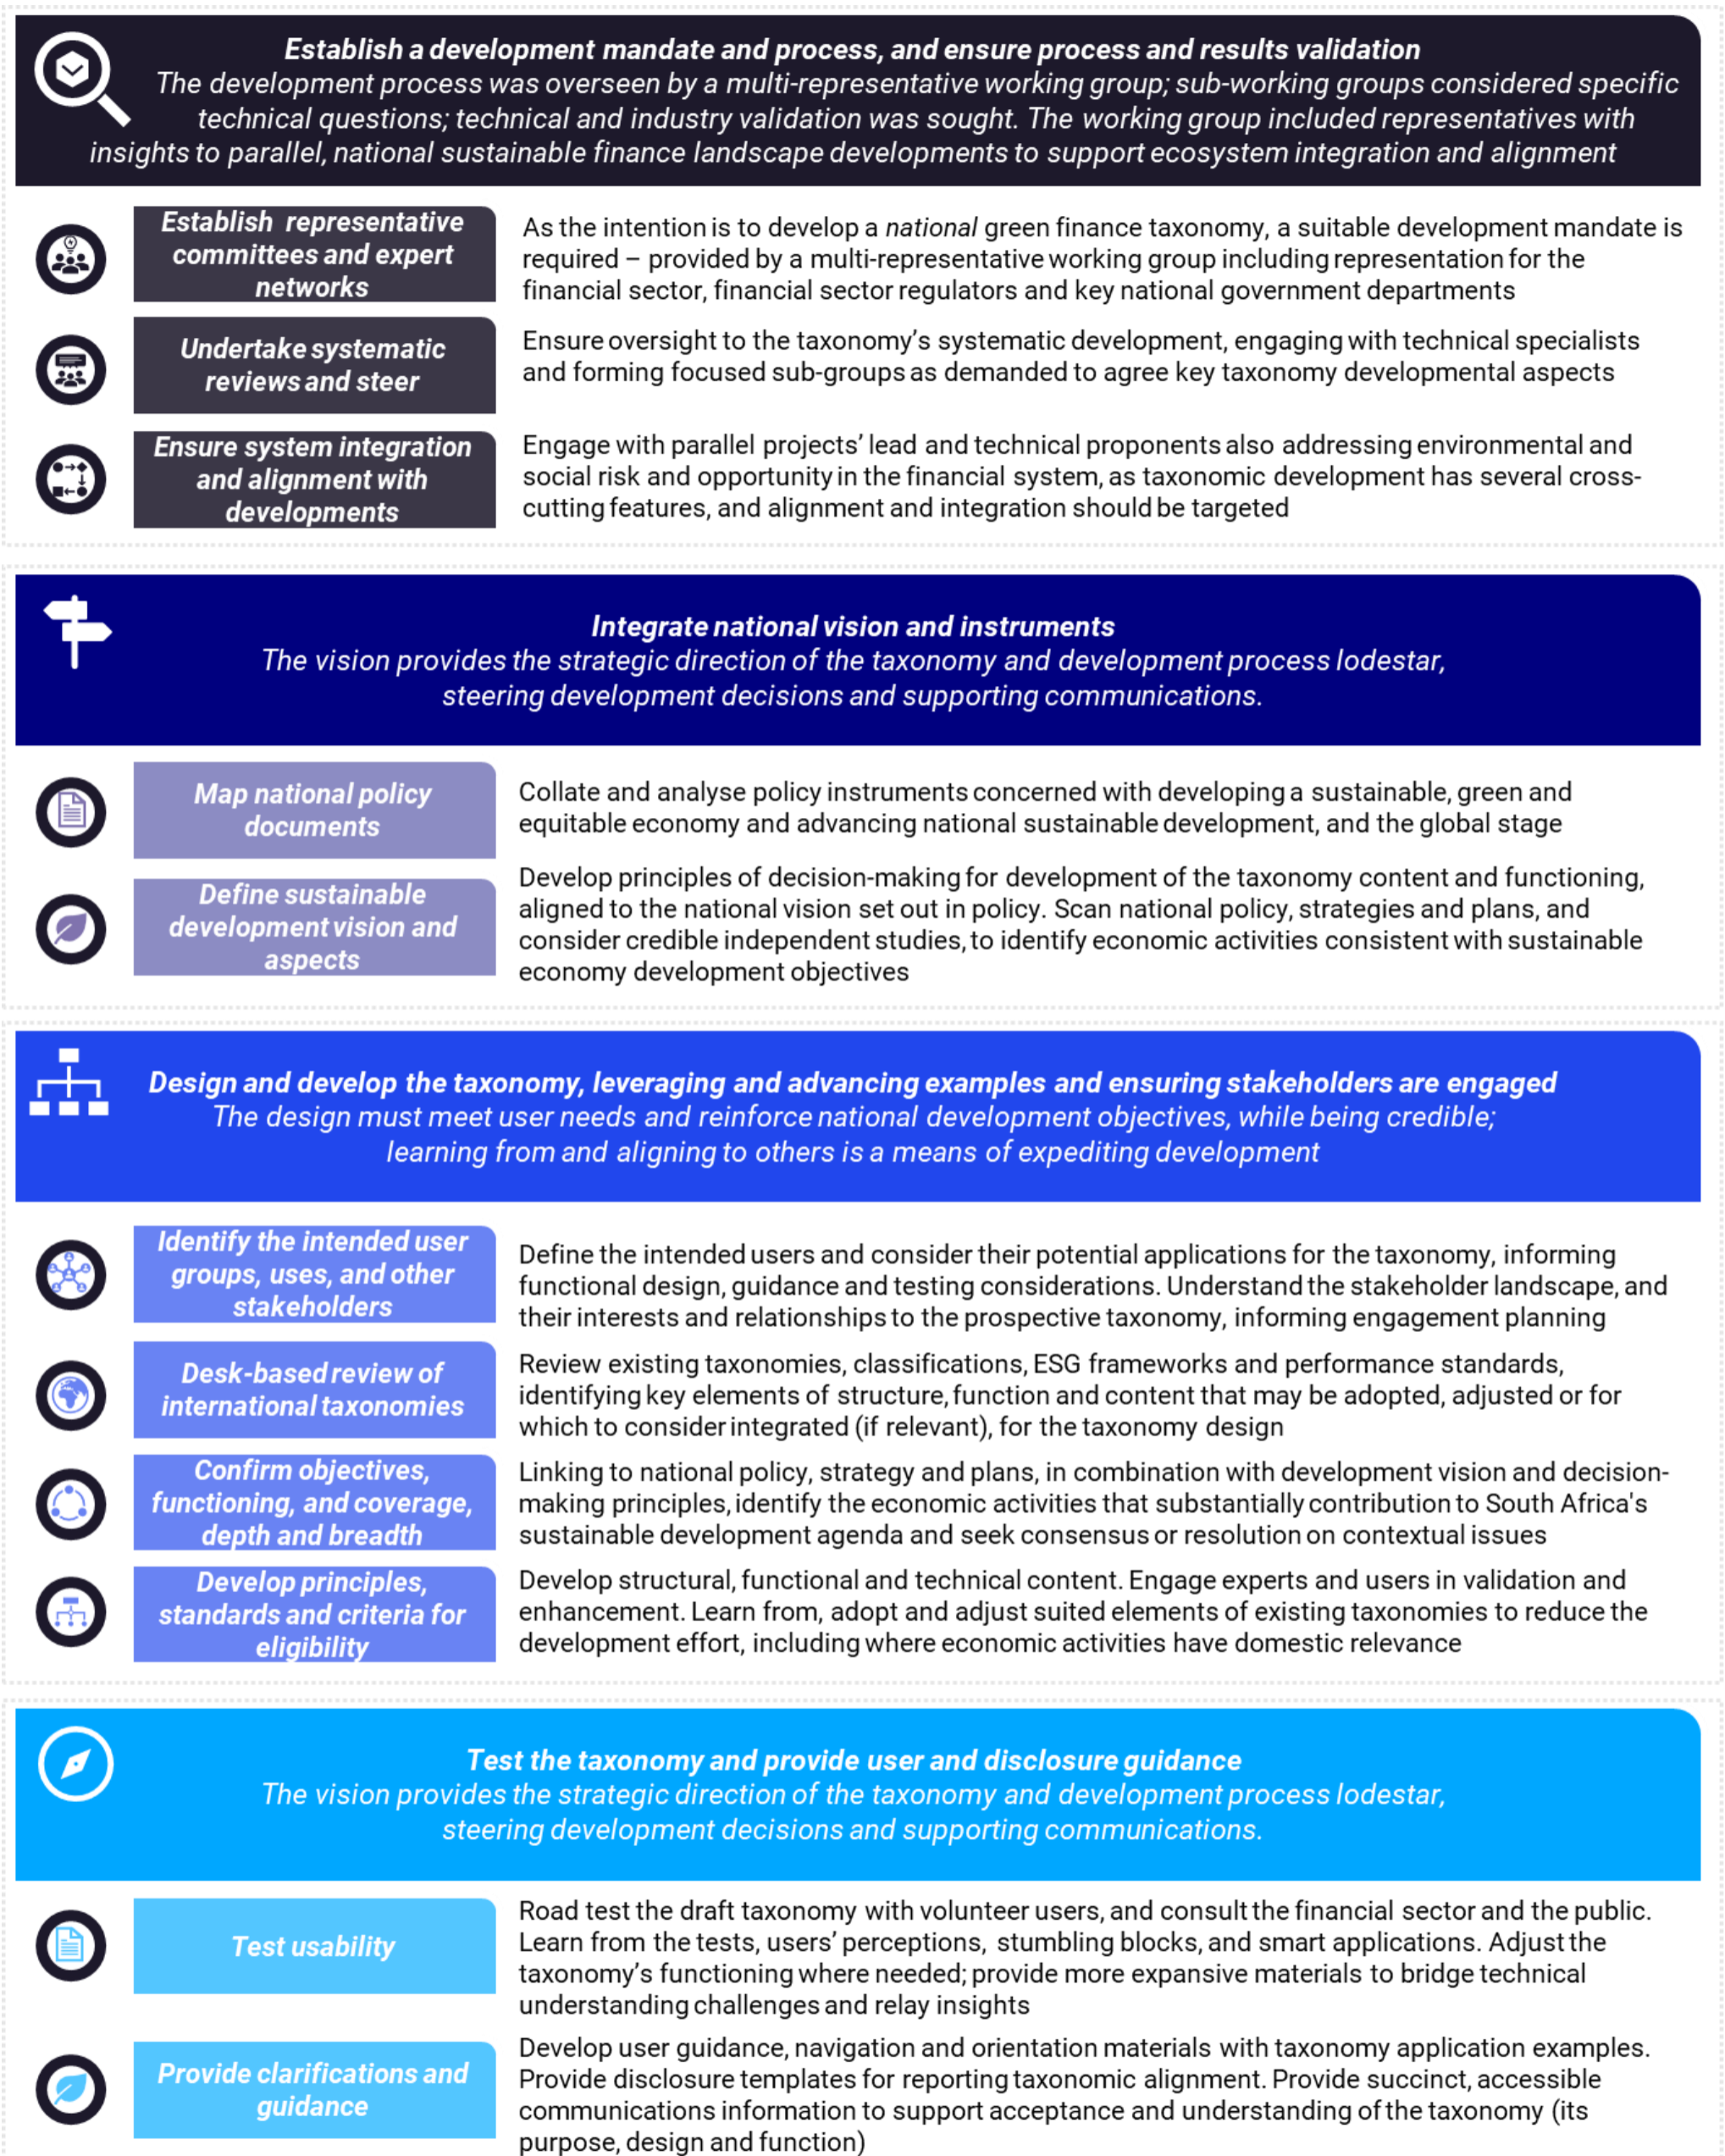 Establish a development mandate and process, and ensure process and results validation
The development process was overseen by a multi-representative working group; sub-working groups considered specific
technical questions; technical and industry validation was sought. The working group included representatives with
insights to parallel, national sustainable finance landscape developments to support ecosystem integration and alignment
Establish representative
committees and expert
networks
As the intention is to develop a national green finance taxonomy, a suitable development mandate is
required – provided by a multi-representative working group including representation for the
financial sector, financial sector regulators and key national government departments
Undertake systematic
reviews and steer
Ensure oversight to the taxonomy’s systematic development, engaging with technical specialists
and forming focused sub-groups as demanded to agree key taxonomy developmental aspects
Ensure system integration
and alignment with
developments
Engage with parallel projects’ lead and technical proponents also addressing environmental and
social risk and opportunity in the financial system, as taxonomic development has several cross-
cutting features, and alignment and integration should be targeted
Integrate national vision and instruments
The vision provides the strategic direction of the taxonomy and development process lodestar,
steering development decisions and supporting communications.
Map national policy
documents
Collate and analyse policy instruments concerned with developing a sustainable, green and
equitable economy and advancing national sustainable development, and the global stage
Define sustainable
development vision and
aspects
Develop principles of decision-making for development of the taxonomy content and functioning,
aligned to the national vision set out in policy. Scan national policy, strategies and plans, and
consider credible independent studies, to identify economic activities consistent with sustainable
economy development objectives
Design and develop the taxonomy, leveraging and advancing examples and ensuring stakeholders are engaged
The design must meet user needs and reinforce national development objectives, while being credible;
learning from and aligning to others is a means of expediting development
Identify the intended user
groups, uses, and other
stakeholders
Define the intended users and consider their potential applications for the taxonomy, informing
functional design, guidance and testing considerations. Understand the stakeholder landscape, and
their interests and relationships to the prospective taxonomy, informing engagement planning
Desk-based review of
international taxonomies
Review existing taxonomies, classifications, ESG frameworks and performance standards,
identifying key elements of structure, function and content that may be adopted, adjusted or for
which to consider integrated (if relevant), for the taxonomy design
Confirm objectives,
functioning, and coverage,
depth and breadth
Linking to national policy, strategy and plans, in combination with development vision and decision-
making principles, identify the economic activities that substantially contribution to South Africa's
sustainable development agenda and seek consensus or resolution on contextual issues
Develop principles,
standards and criteria for
eligibility
Develop structural, functional and technical content. Engage experts and users in validation and
enhancement. Learn from, adopt and adjust suited elements of existing taxonomies to reduce the
development effort, including where economic activities have domestic relevance
Test the taxonomy and provide user and disclosure guidance
The vision provides the strategic direction of the taxonomy and development process lodestar,
steering development decisions and supporting communications.
Test usability
Road test the draft taxonomy with volunteer users, and consult the financial sector and the public.
Learn from the tests, users’ perceptions, stumbling blocks, and smart applications. Adjust the
taxonomy’s functioning where needed; provide more expansive materials to bridge technical
understanding challenges and relay insights
Provide clarifications and
guidance
Develop user guidance, navigation and orientation materials with taxonomy application examples.
Provide disclosure templates for reporting taxonomic alignment. Provide succinct, accessible
communications information to support acceptance and understanding of the taxonomy (its
purpose, design and function)